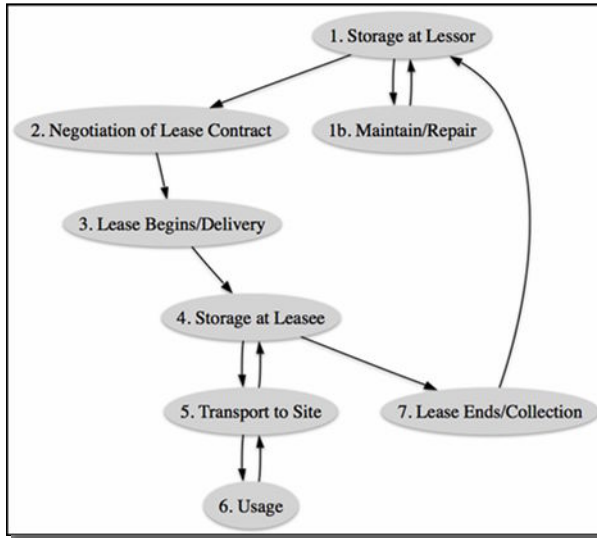 1. Storage at Lessor
2. Negotiation of Lease Contract
1b. Maintain/Repair
3. Lease Begins/Delivery
4. Storage at Leasee
5. Transport to Site
7. Lease Ends/Collection
6. Usage